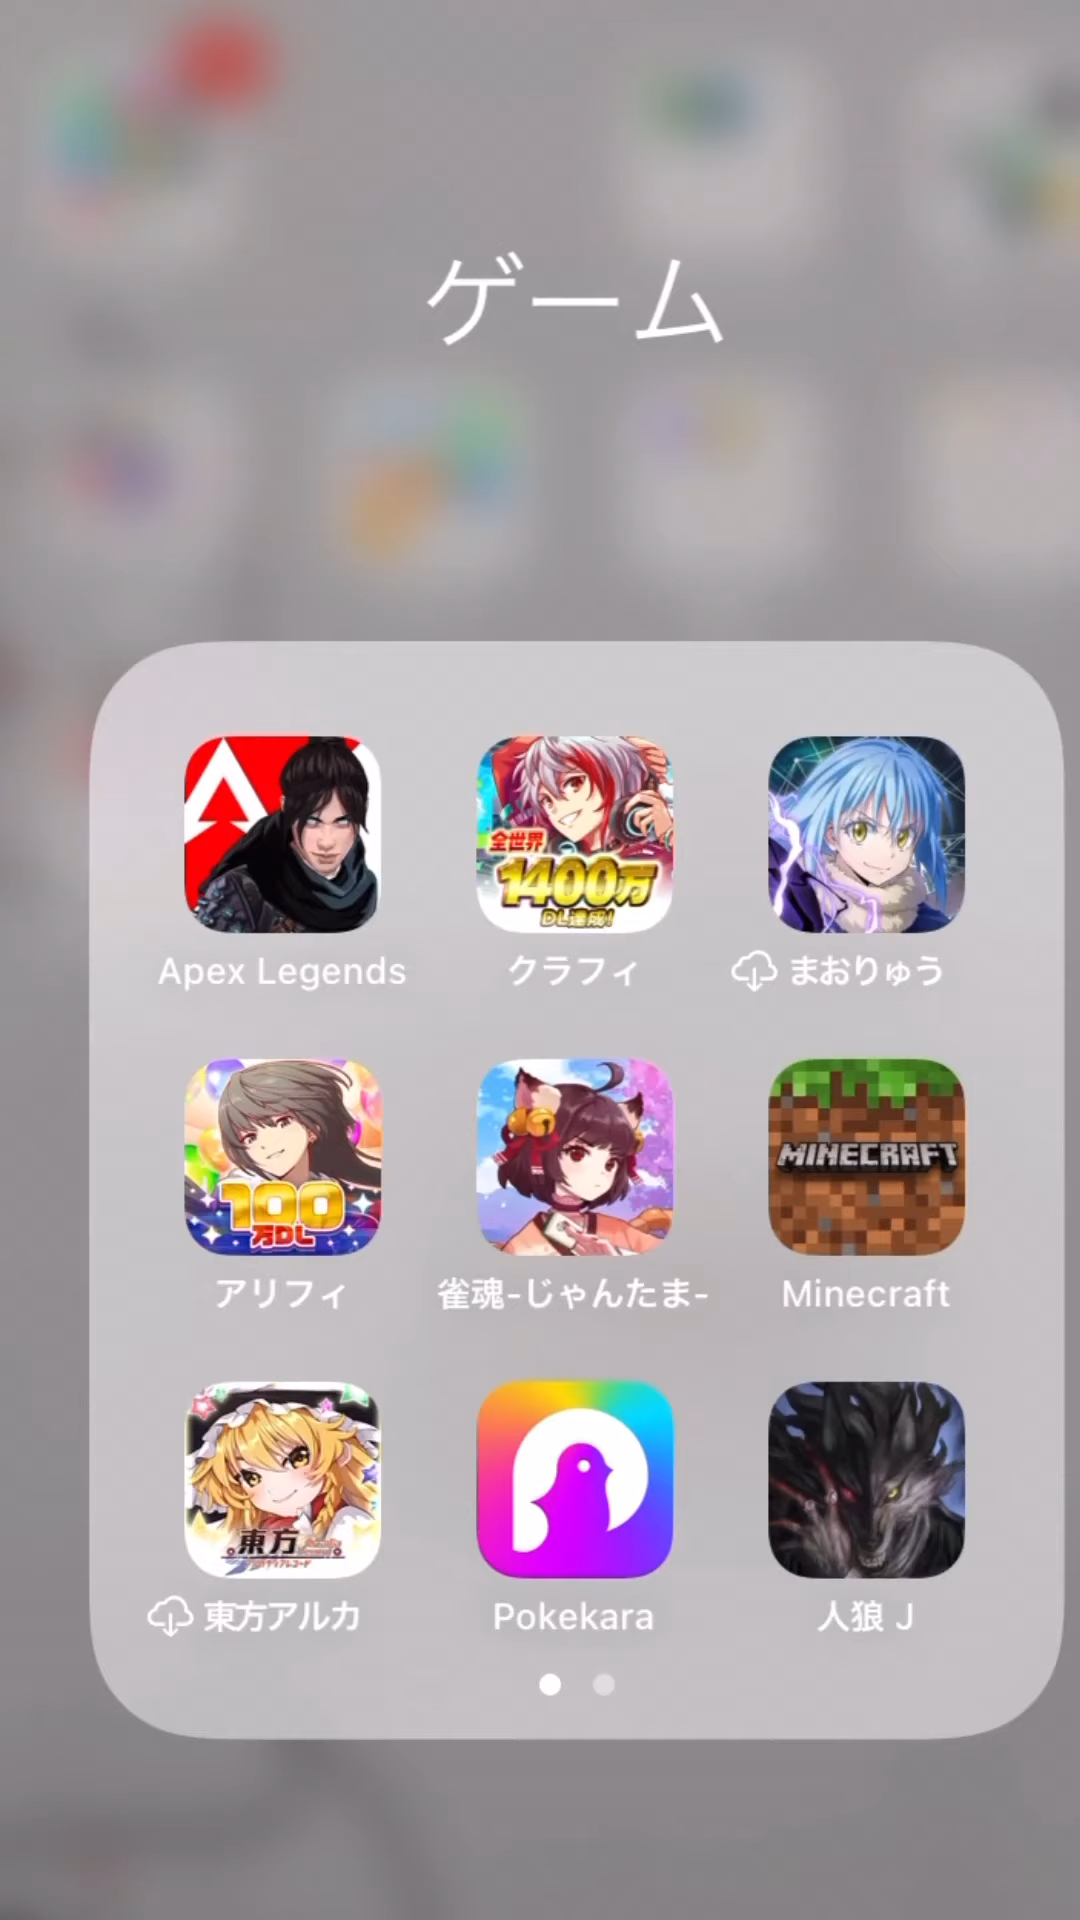 ゲーム
全世界
1400万
DL達成!
Apex Legends
クラフィ
まおりゅう
100
万DL
MINECRAFT
アリフィ
雀魂-じゃんたま-
Minecraft
東方
東方アルカ
Pokekara
人狼 J